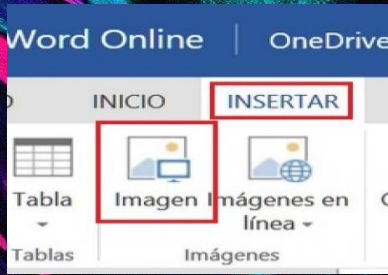 Word Online | OneDrive
INICIO INSERTAR
Tabla Imagen Imágenes en línea
Tablas Imágenes